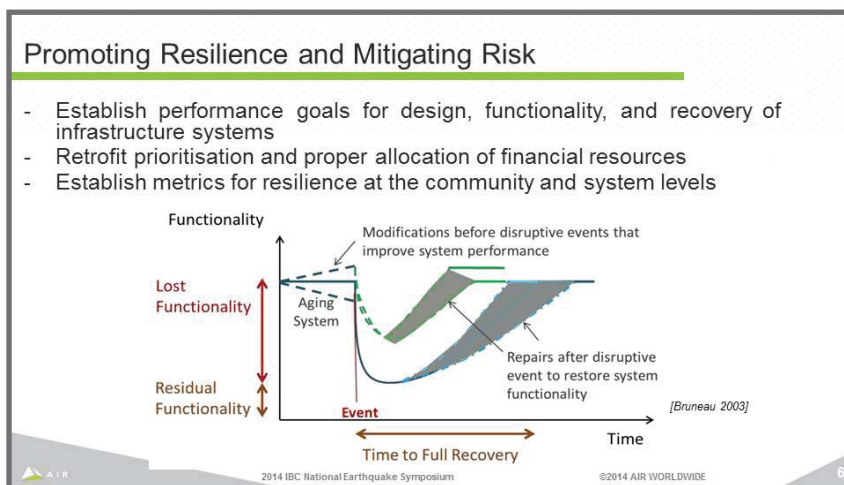 Promoting Resilience and Mitigating Risk
- Establish performance goals for design, functionality, and recovery of
infrastructure systems
- Retrofit prioritisation and proper allocation of financial resources
- Establish metrics for resilience at the community and system levels
Functionality
Modifications before disruptive events that
improve system performance
Lost
Functionality
Aging
System
Repairs after disruptive
event to restore system
functionality
Residual
Functionality
Event
[Bruneau 2003]
Time
Time to Full Recovery
AIR
2014 IBC National Earthquake Symposium
©2014 AIR WORLDWIDE
6